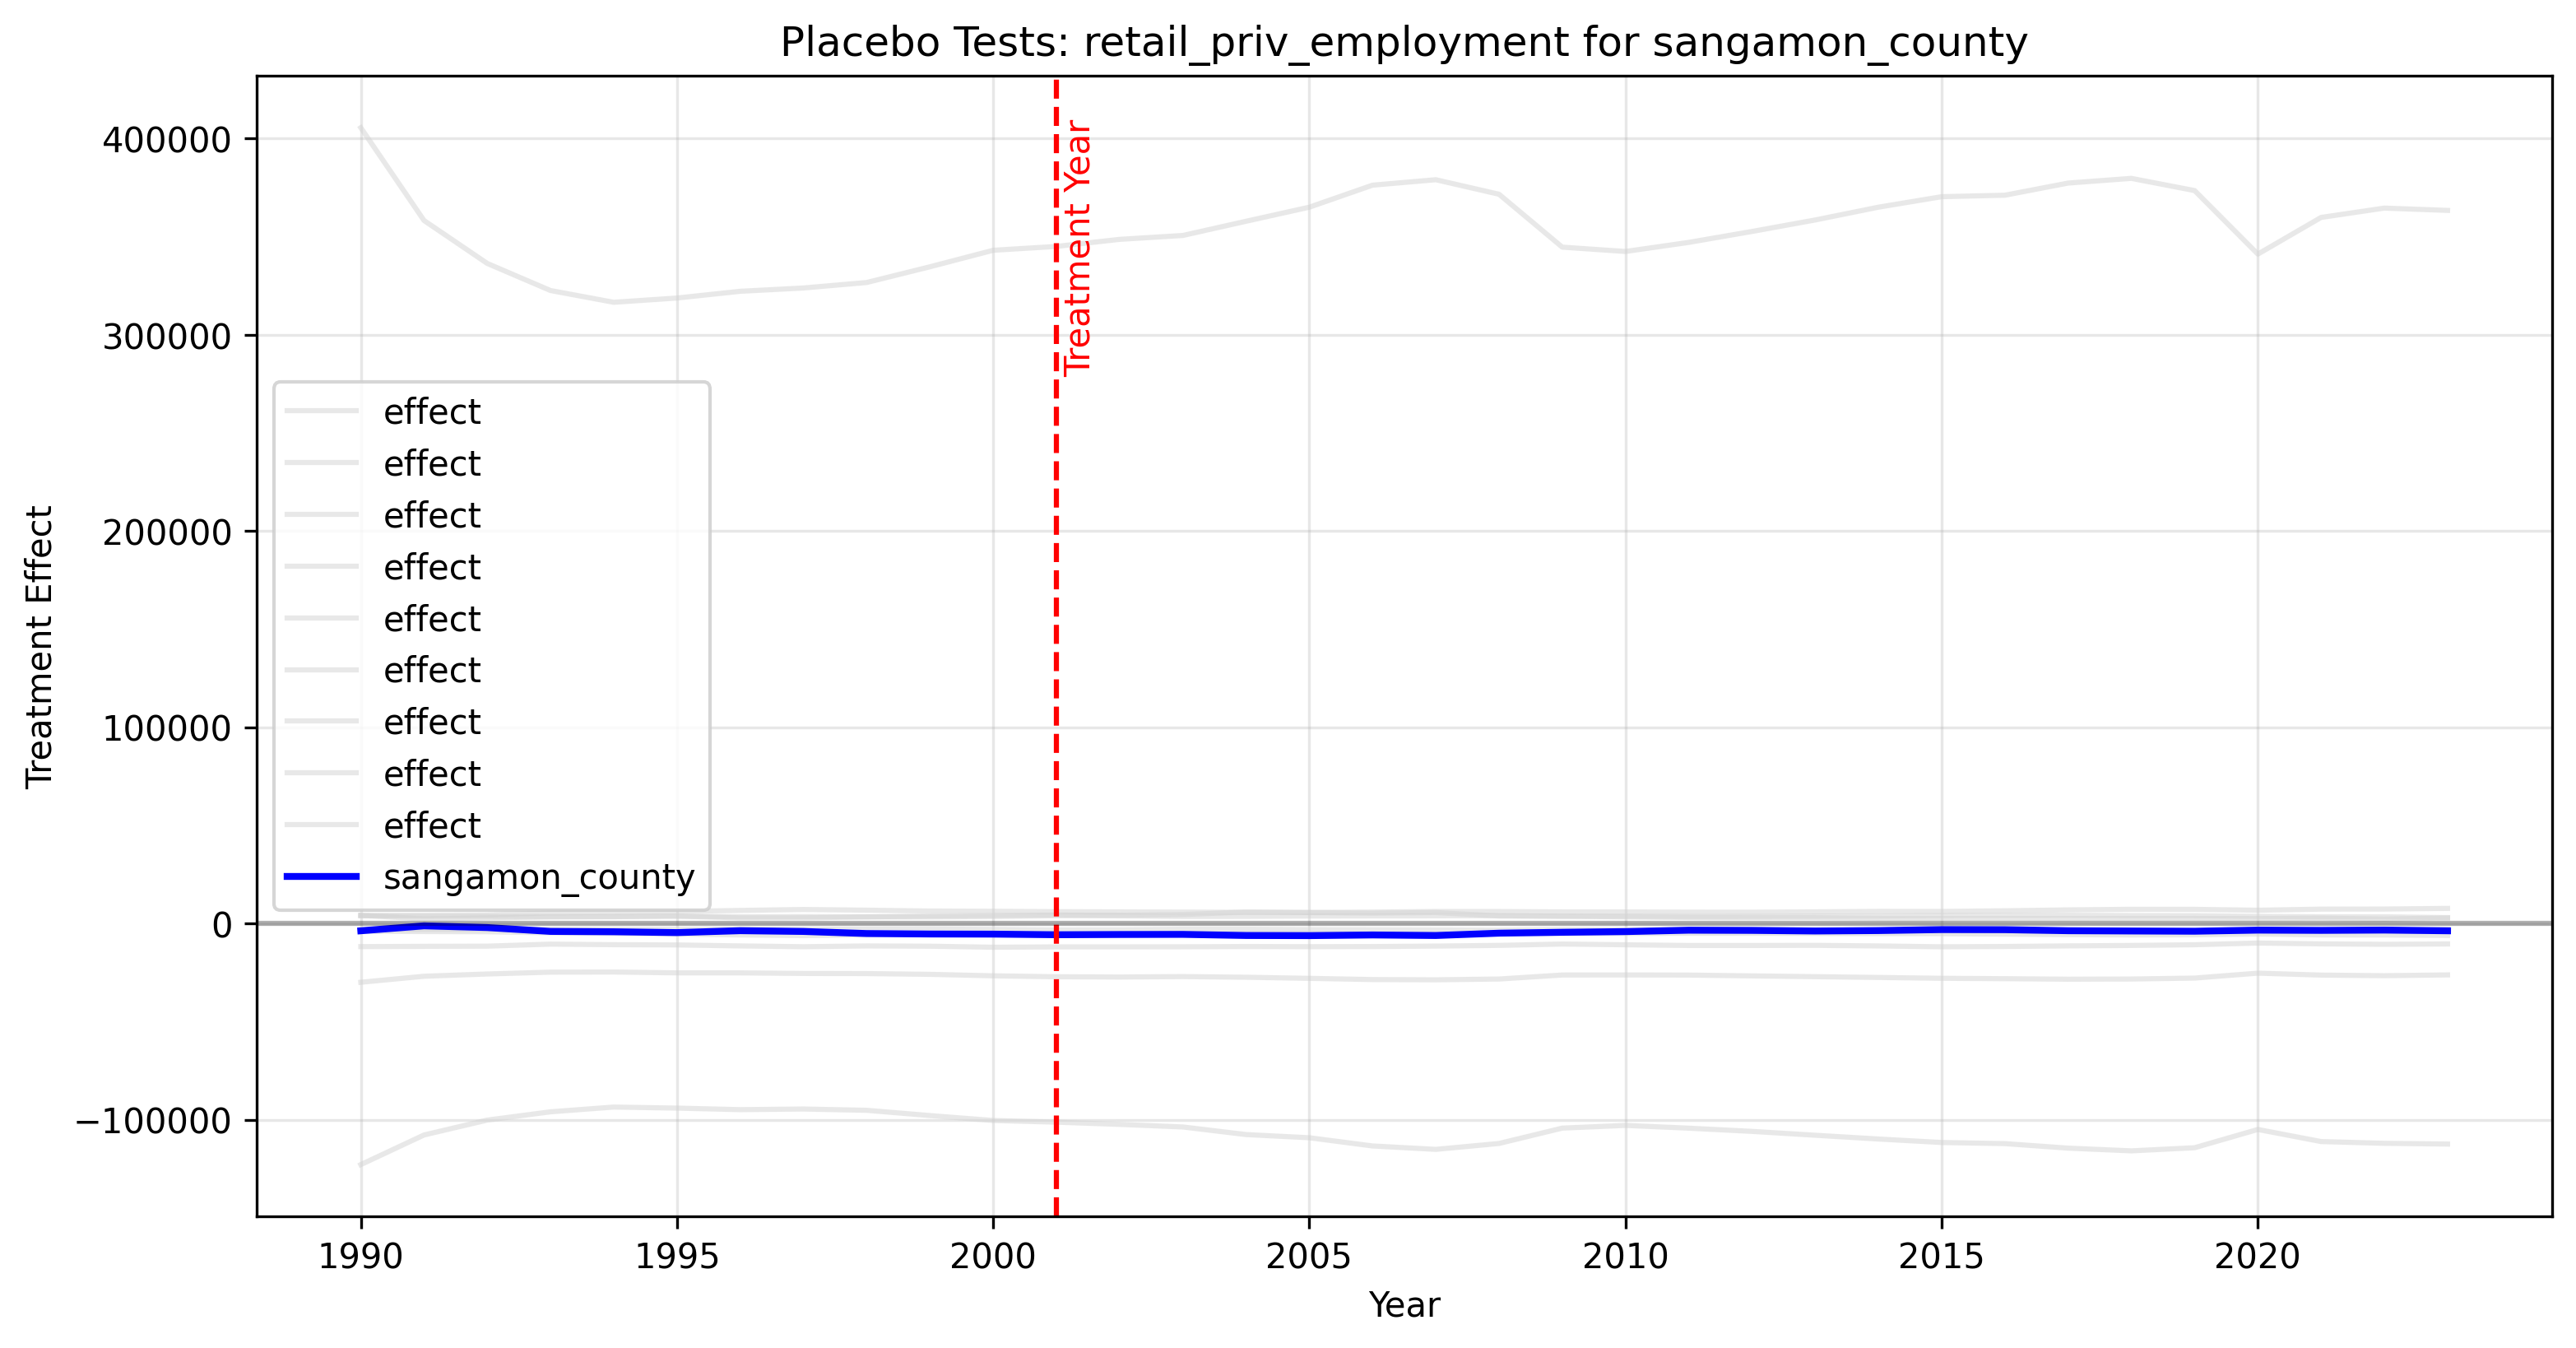 Placebo Tests: retail_priv_employment for sangamon_county
400000
300000
200000
100000
0
−100000
Treatment Effect
Treatment Year
effect
effect
effect
effect
effect
effect
effect
effect
effect
sangamon_county
1990
1995
2000
2005
2010
2015
2020
Year